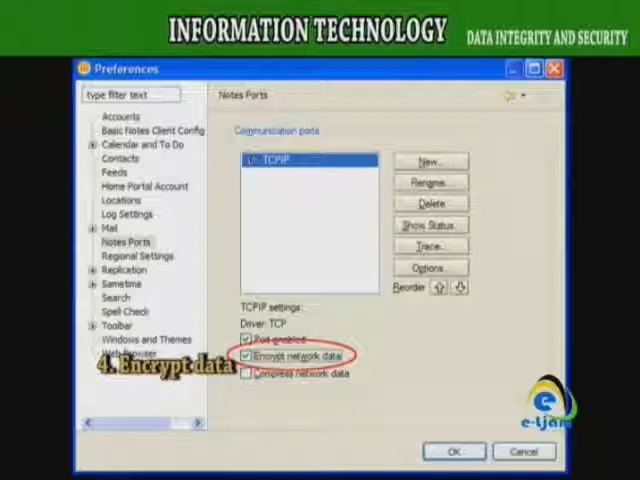 INFORMATION TECHNOLOGY
DATA INTEGRITY AND SECURITY
Preferences
type filter text
Notes Ports
Accounts
Basic Notes Client Config
Calendar and To Do
Contacts
Feeds
Home Portal Account
Locations
Log Settings
Mail
Notes Ports
Regional Settings
Replication
Sametime
Search
Spell Check
Toolbar
Windows and Themes
Web Browser
Communication ports
TCPIP
New...
Rename...
Delete
Show Status...
Trace...
Options...
Reorder
TCPIP settings:
Driver: TCP
Port enabled
Encrypt network data
Compress network data
4. Encrypt data
e-Ljam
OK
Cancel